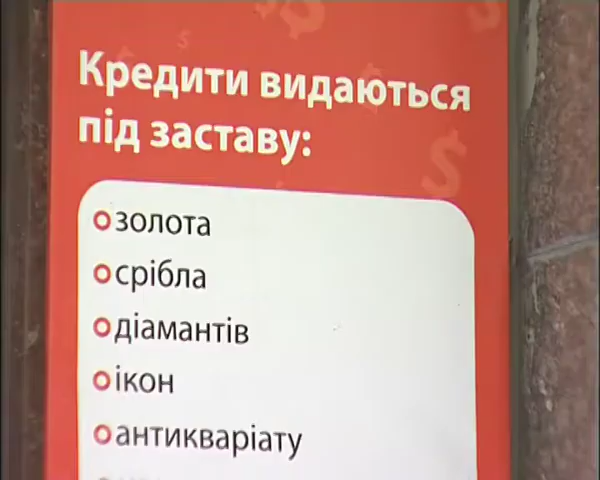 Кредити видаються
під заставу:
золота
срібла
діамантів
ікон
антикваріату